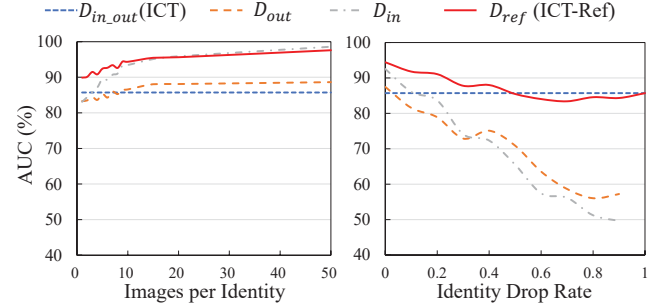 D_in_out(ICT) D_out D_in D_ref (ICT-Ref)
AUC (%)
100
90
80
70
60
50
40
0 10 20 30 40 50
Images per Identity
100
90
80
70
60
50
40
0 0.2 0.4 0.6 0.8 1
Identity Drop Rate